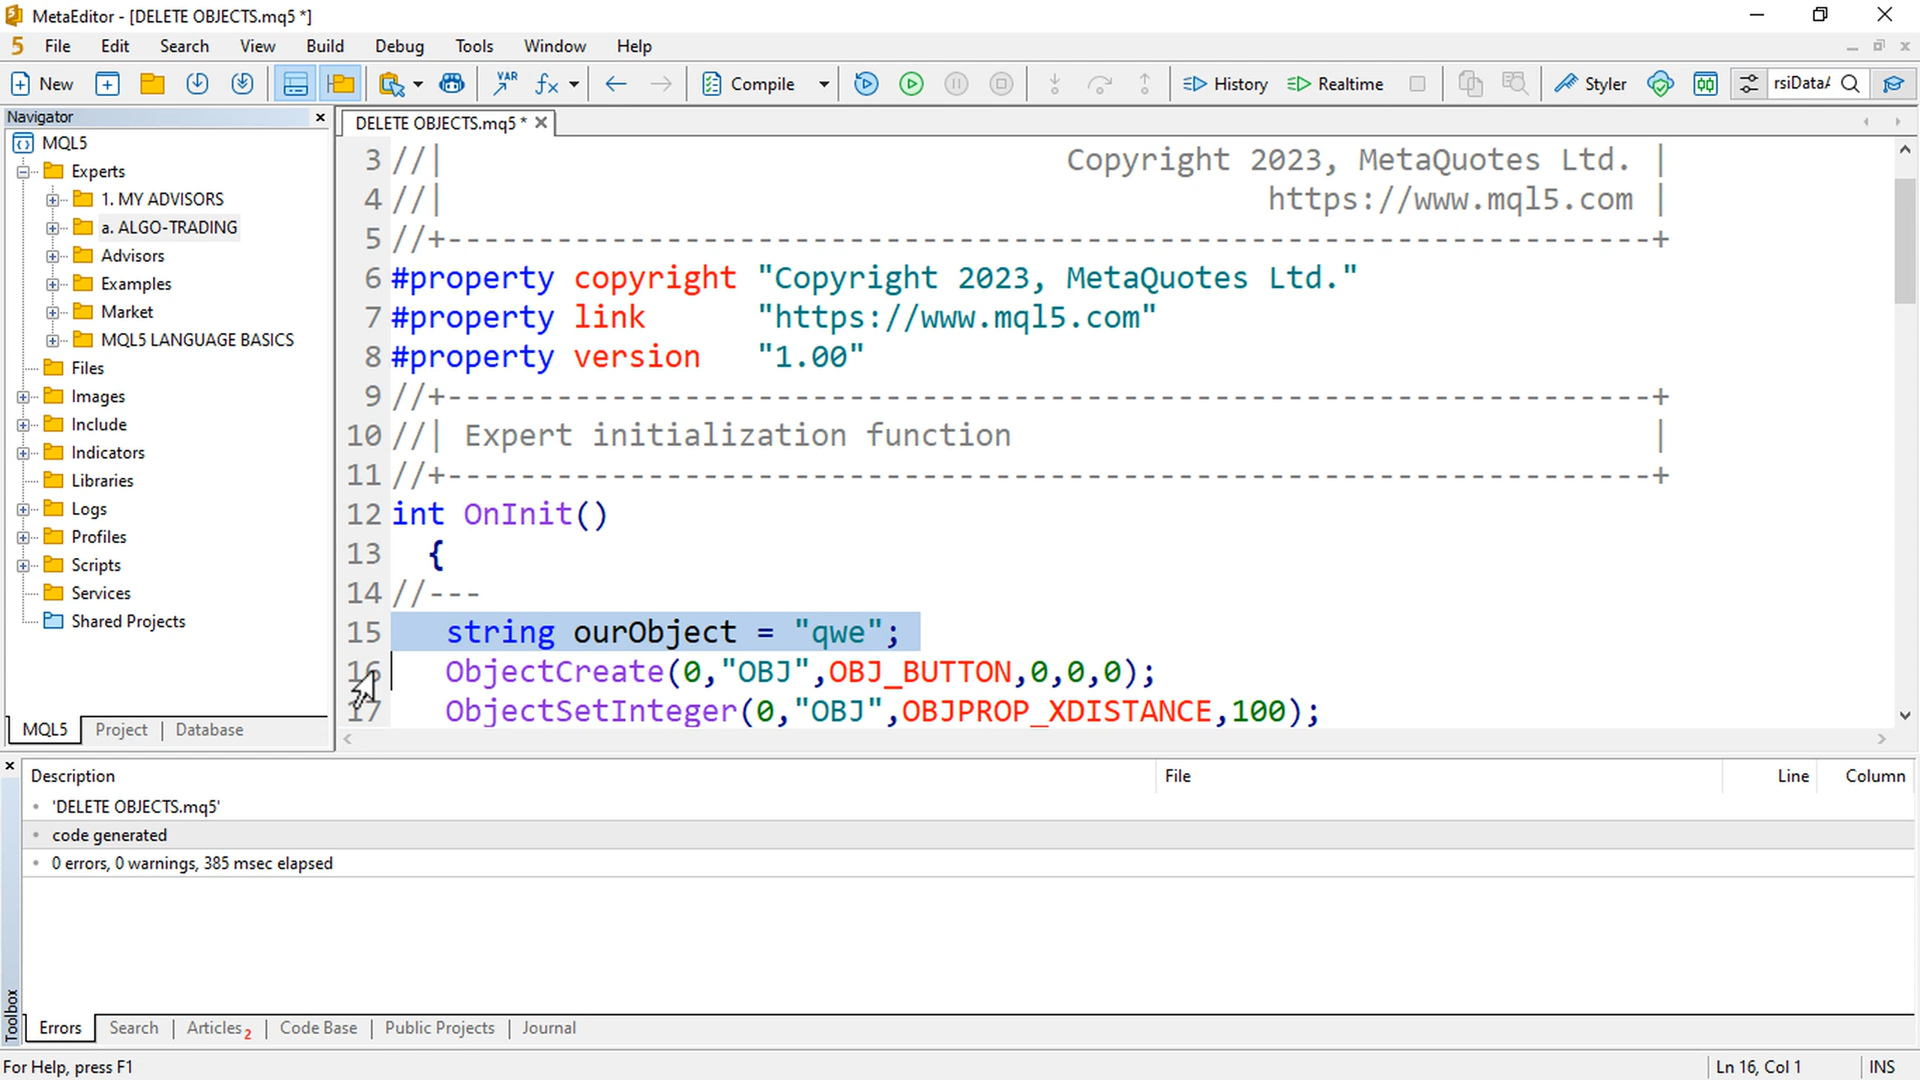 MetaEditor - [DELETE OBJECTS.mq5 *]
5 File Edit Search View Build Debug Tools Window Help
New VAR Compile History Realtime Styler rsiData
Navigator
MQL5
Experts
1. MY ADVISORS
a. ALGO-TRADING
Advisors
Examples
Market
MQL5 LANGUAGE BASICS
Files
Images
Include
Indicators
Libraries
Logs
Profiles
Scripts
Services
Shared Projects
MQL5 Project Database
DELETE OBJECTS.mq5 *
3 //| Copyright 2023, MetaQuotes Ltd. |
4 //| https://www.mql5.com |
5 //+------------------------------------------------------------------+
6 #property copyright "Copyright 2023, MetaQuotes Ltd."
7 #property link "https://www.mql5.com"
8 #property version "1.00"
9 //+------------------------------------------------------------------+
10 //| Expert initialization function |
11 //+------------------------------------------------------------------+
12 int OnInit()
13 {
14 //---
15 string ourObject = "qwe";
16 ObjectCreate(0,"OBJ",OBJ_BUTTON,0,0,0);
17 ObjectSetInteger(0,"OBJ",OBJPROP_XDISTANCE,100);
Description File Line Column
'DELETE OBJECTS.mq5'
code generated
0 errors, 0 warnings, 385 msec elapsed
Toolbox
Errors Search Articles 2 Code Base Public Projects Journal
For Help, press F1 Ln 16, Col 1 INS